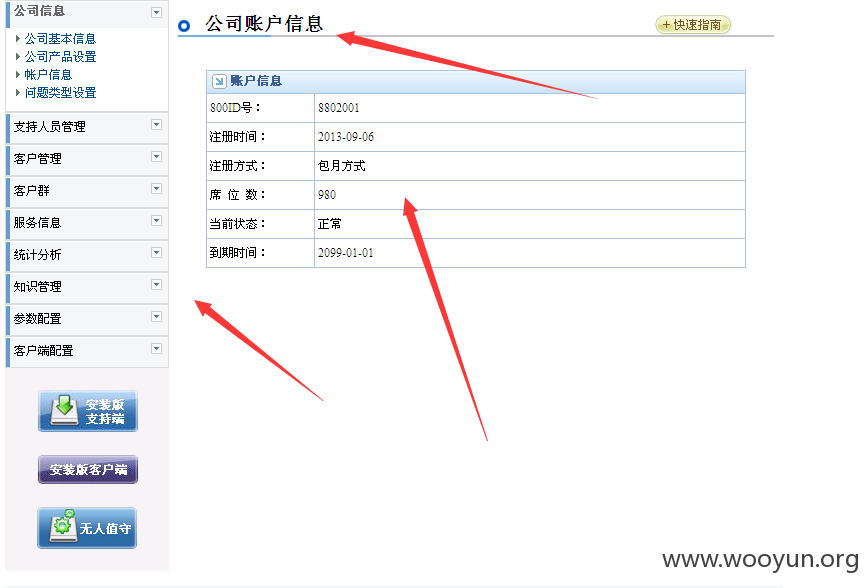 公司信息
公司基本信息
公司产品设置
帐户信息
问题类型设置
支持人员管理
客户管理
客户群
服务信息
统计分析
知识管理
参数配置
客户端配置
安装版
支持端
安装版客户端
无人值守
公司账户信息
+快速指南
账户信息
800ID号： 8802001
注册时间： 2013-09-06
注册方式： 包月方式
席 位 数： 980
当前状态： 正常
到期时间： 2099-01-01
www.wooyun.org